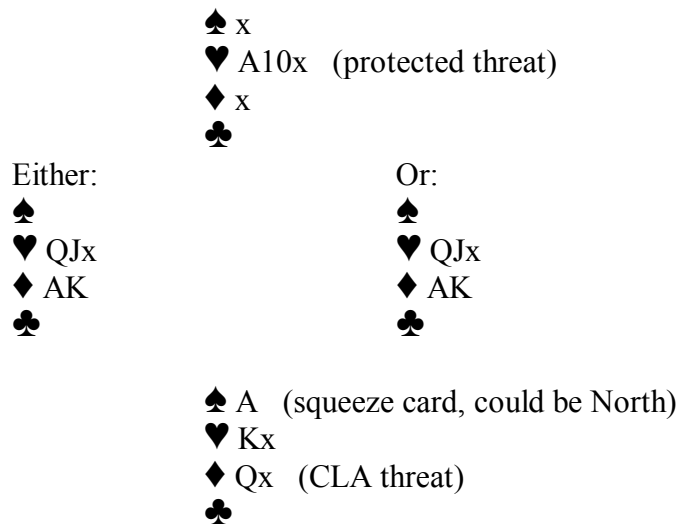 ♠ x
♥ A10x (protected threat)
♦ x
♣
Either: Or:
♠ ♠
♥ QJx ♥ QJx
♦ AK ♦ AK
♣ ♣
♠ A (squeeze card, could be North)
♥ Kx
♦ Qx (CLA threat)
♣